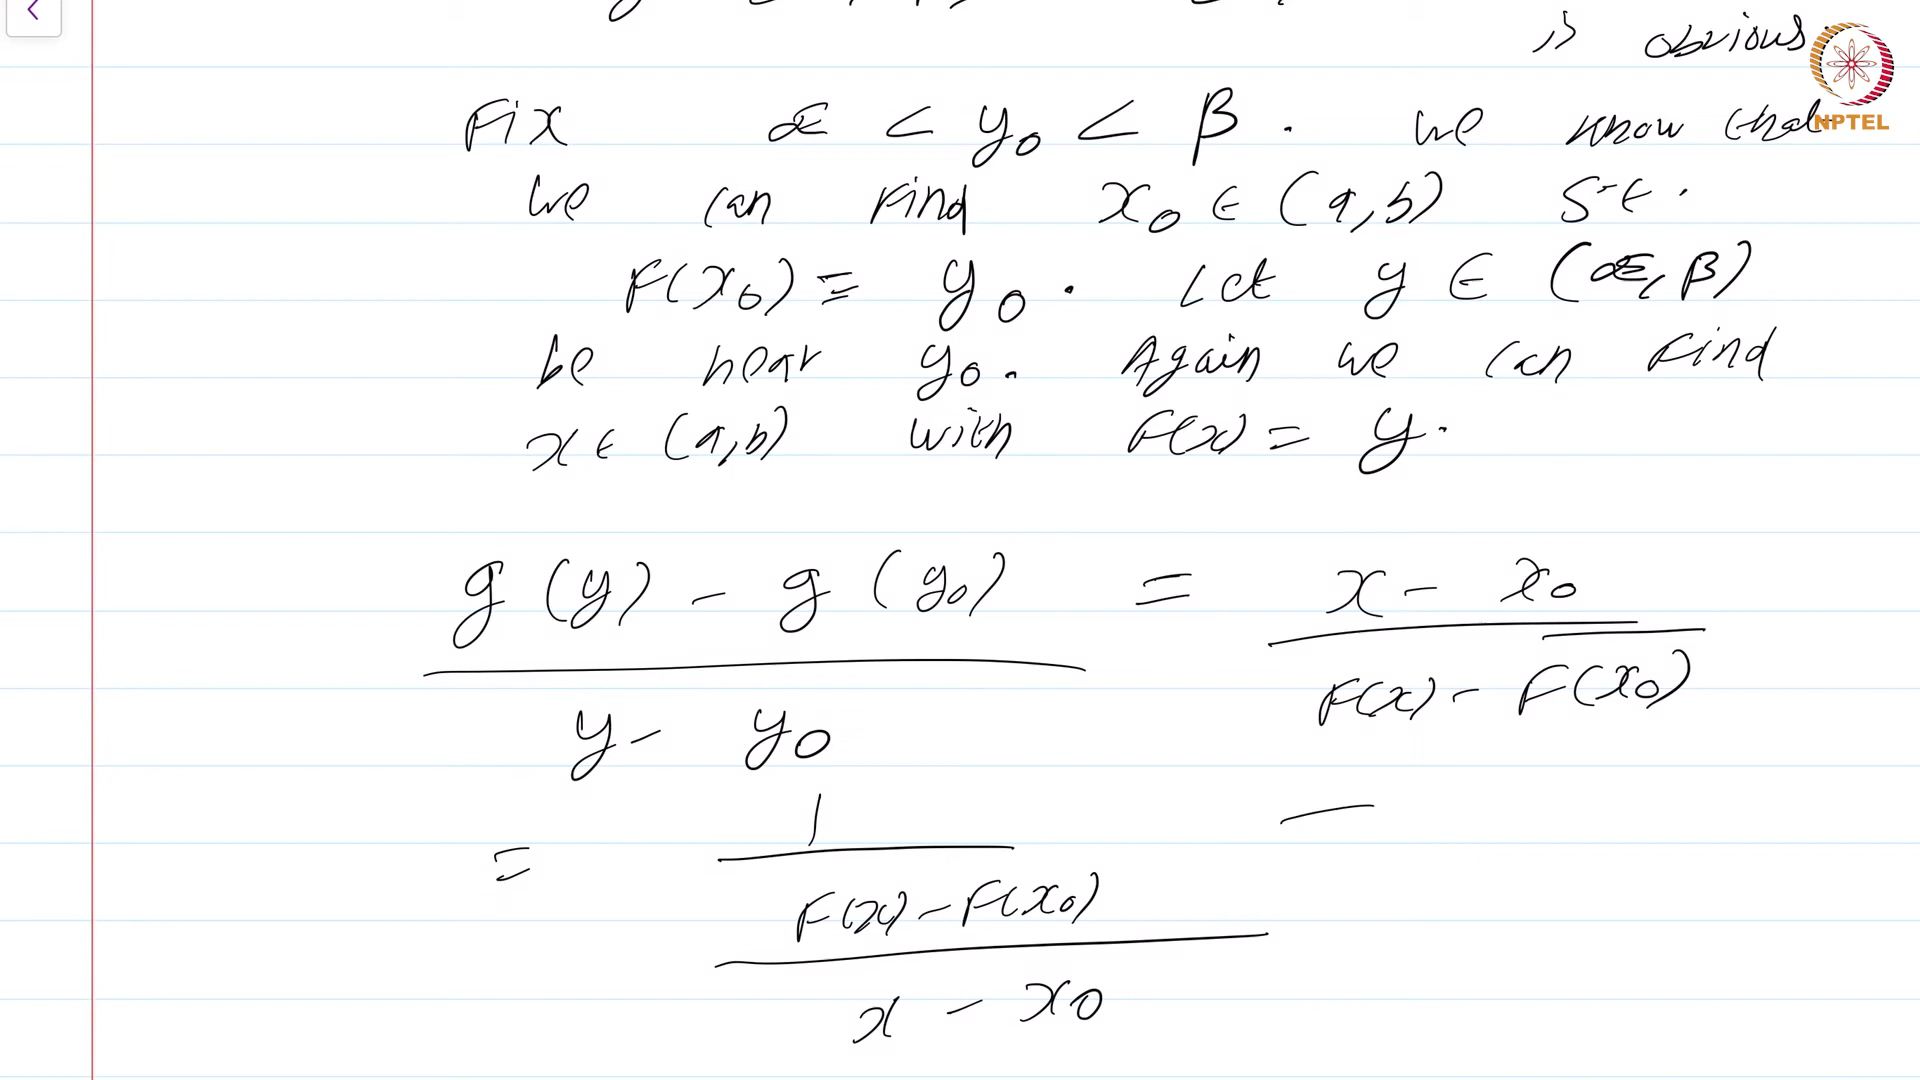 is obvious.
NPTEL
Fix α < y₀ < β. we know that
we can find x₀ ∈ (a,b) s.t.
F(x₀) = y₀. Let y ∈ (α, β)
be near y₀. Again we can find
x ∈ (a,b) with F(x) = y.
g(y) - g(y₀) = x - x₀
y - y₀ F(x) - F(x₀)
= 1
F(x) - F(x₀)
x - x₀